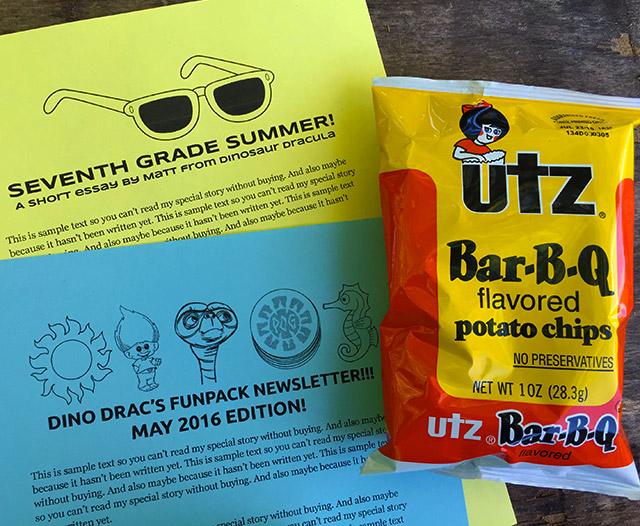 SEVENTH GRADE SUMMER!
A SHORT ESSAY BY MATT FROM DINOSAUR DRACULA
This is sample text so you can't read my special story without buying. And also maybe
because it hasn't been written yet. This is sample text so you can't read my special story
without buying. And also maybe because it hasn't been written yet. This is sample text
so you can't read my special story without buying. And also maybe because it hasn't
DINO DRAC'S FUNPACK NEWSLETTER!!!
MAY 2016 EDITION!
This is sample text so you can't read my special story without buying. And also maybe
because it hasn't been written yet. This is sample text so you can't read my special story
without buying. And also maybe because it hasn't been written yet. This is sample text
so you can't read my special story without buying. And also maybe because it hasn't
been written yet.
utz®
Bar-B-Q
flavored
potato chips
NO PRESERVATIVES
NET WT 1OZ (28.3g)
utz® Bar-B-Q
flavored